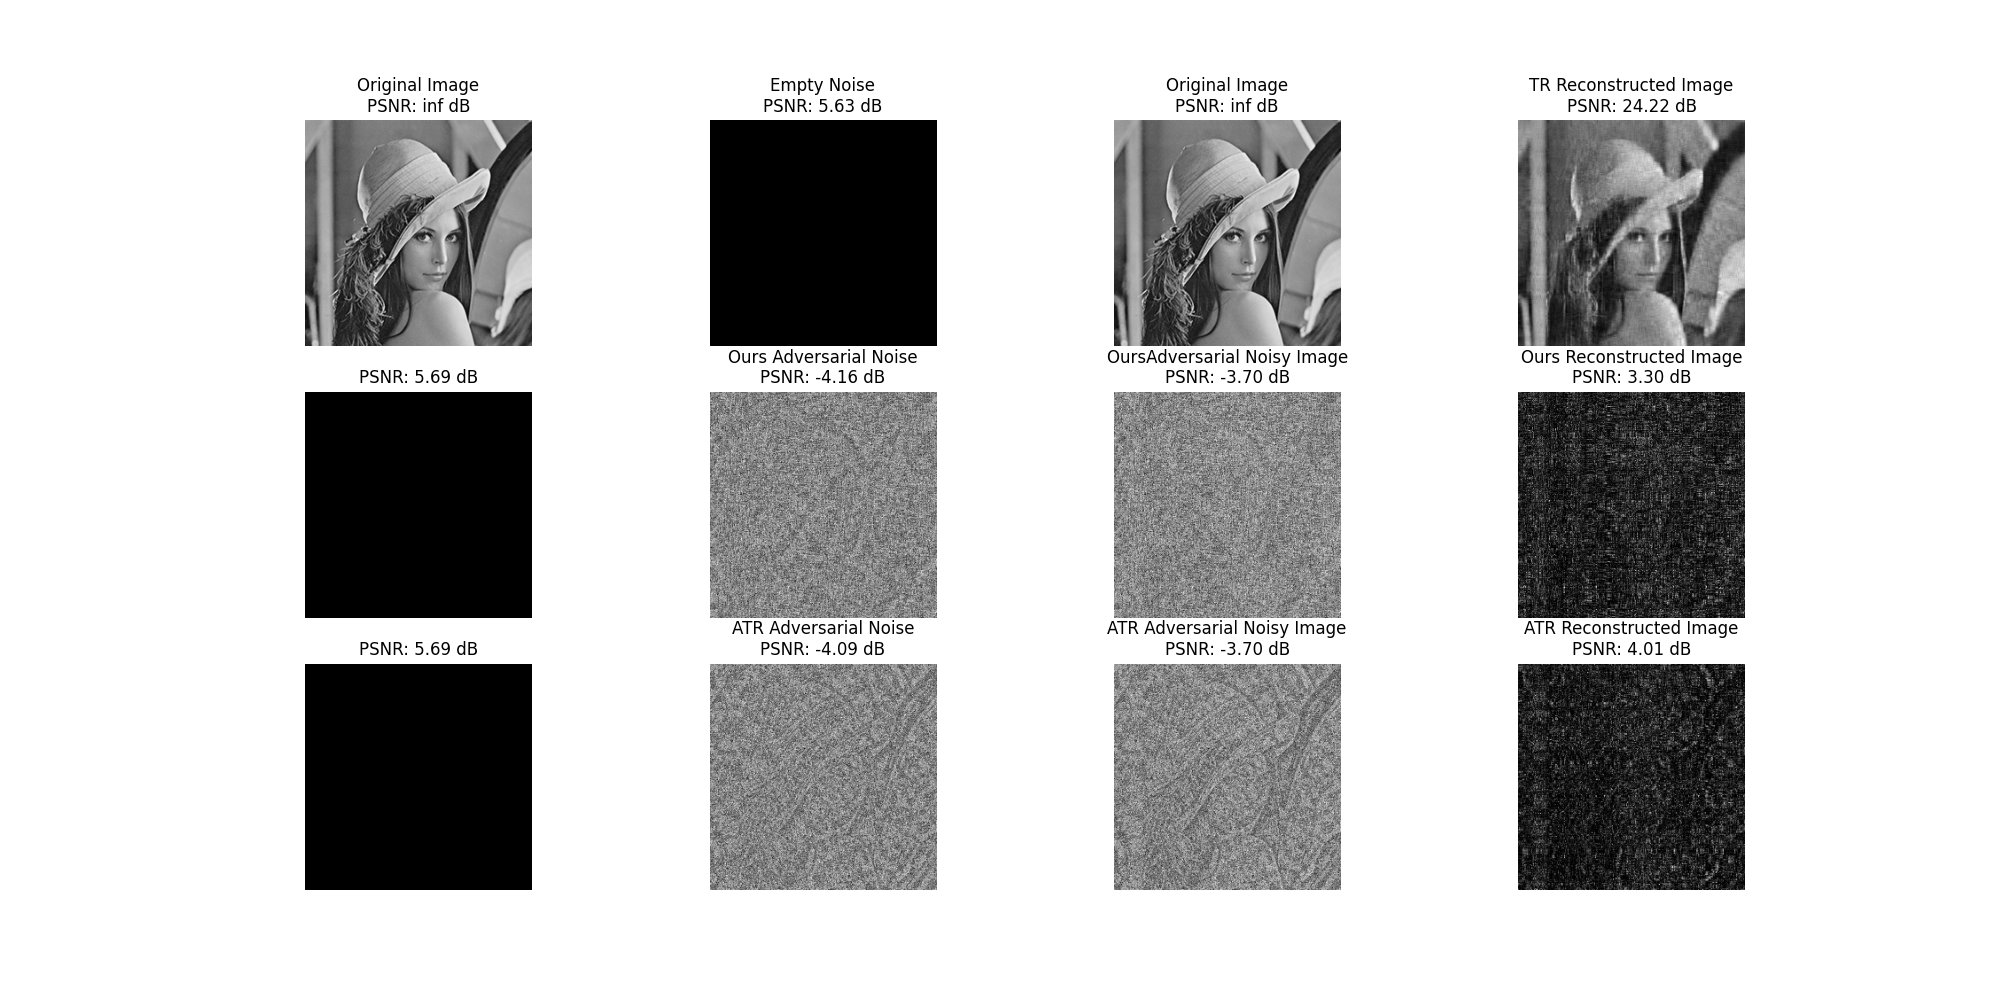 Original Image
PSNR: inf dB
Empty Noise
PSNR: 5.63 dB
Original Image
PSNR: inf dB
TR Reconstructed Image
PSNR: 24.22 dB
PSNR: 5.69 dB
Ours Adversarial Noise
PSNR: -4.16 dB
OursAdversarial Noisy Image
PSNR: -3.70 dB
Ours Reconstructed Image
PSNR: 3.30 dB
PSNR: 5.69 dB
ATR Adversarial Noise
PSNR: -4.09 dB
ATR Adversarial Noisy Image
PSNR: -3.70 dB
ATR Reconstructed Image
PSNR: 4.01 dB